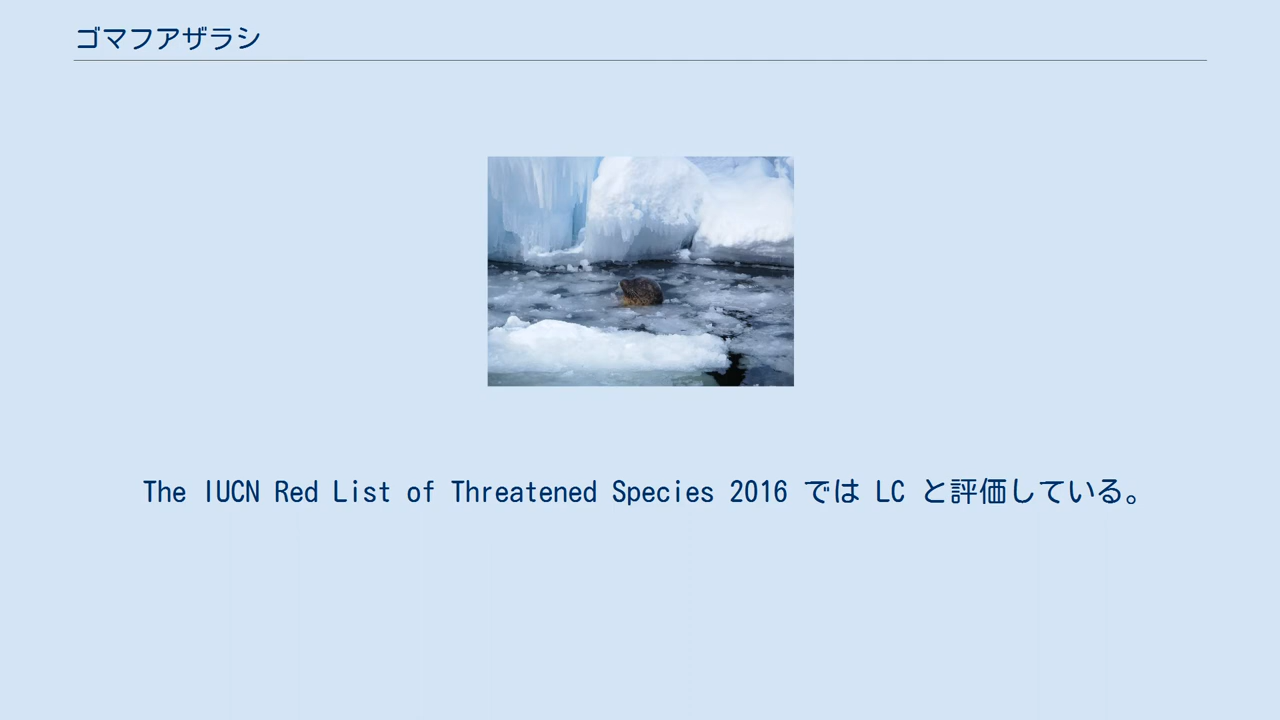 ゴマフアザラシ
The IUCN Red List of Threatened Species 2016 では LC と評価している。